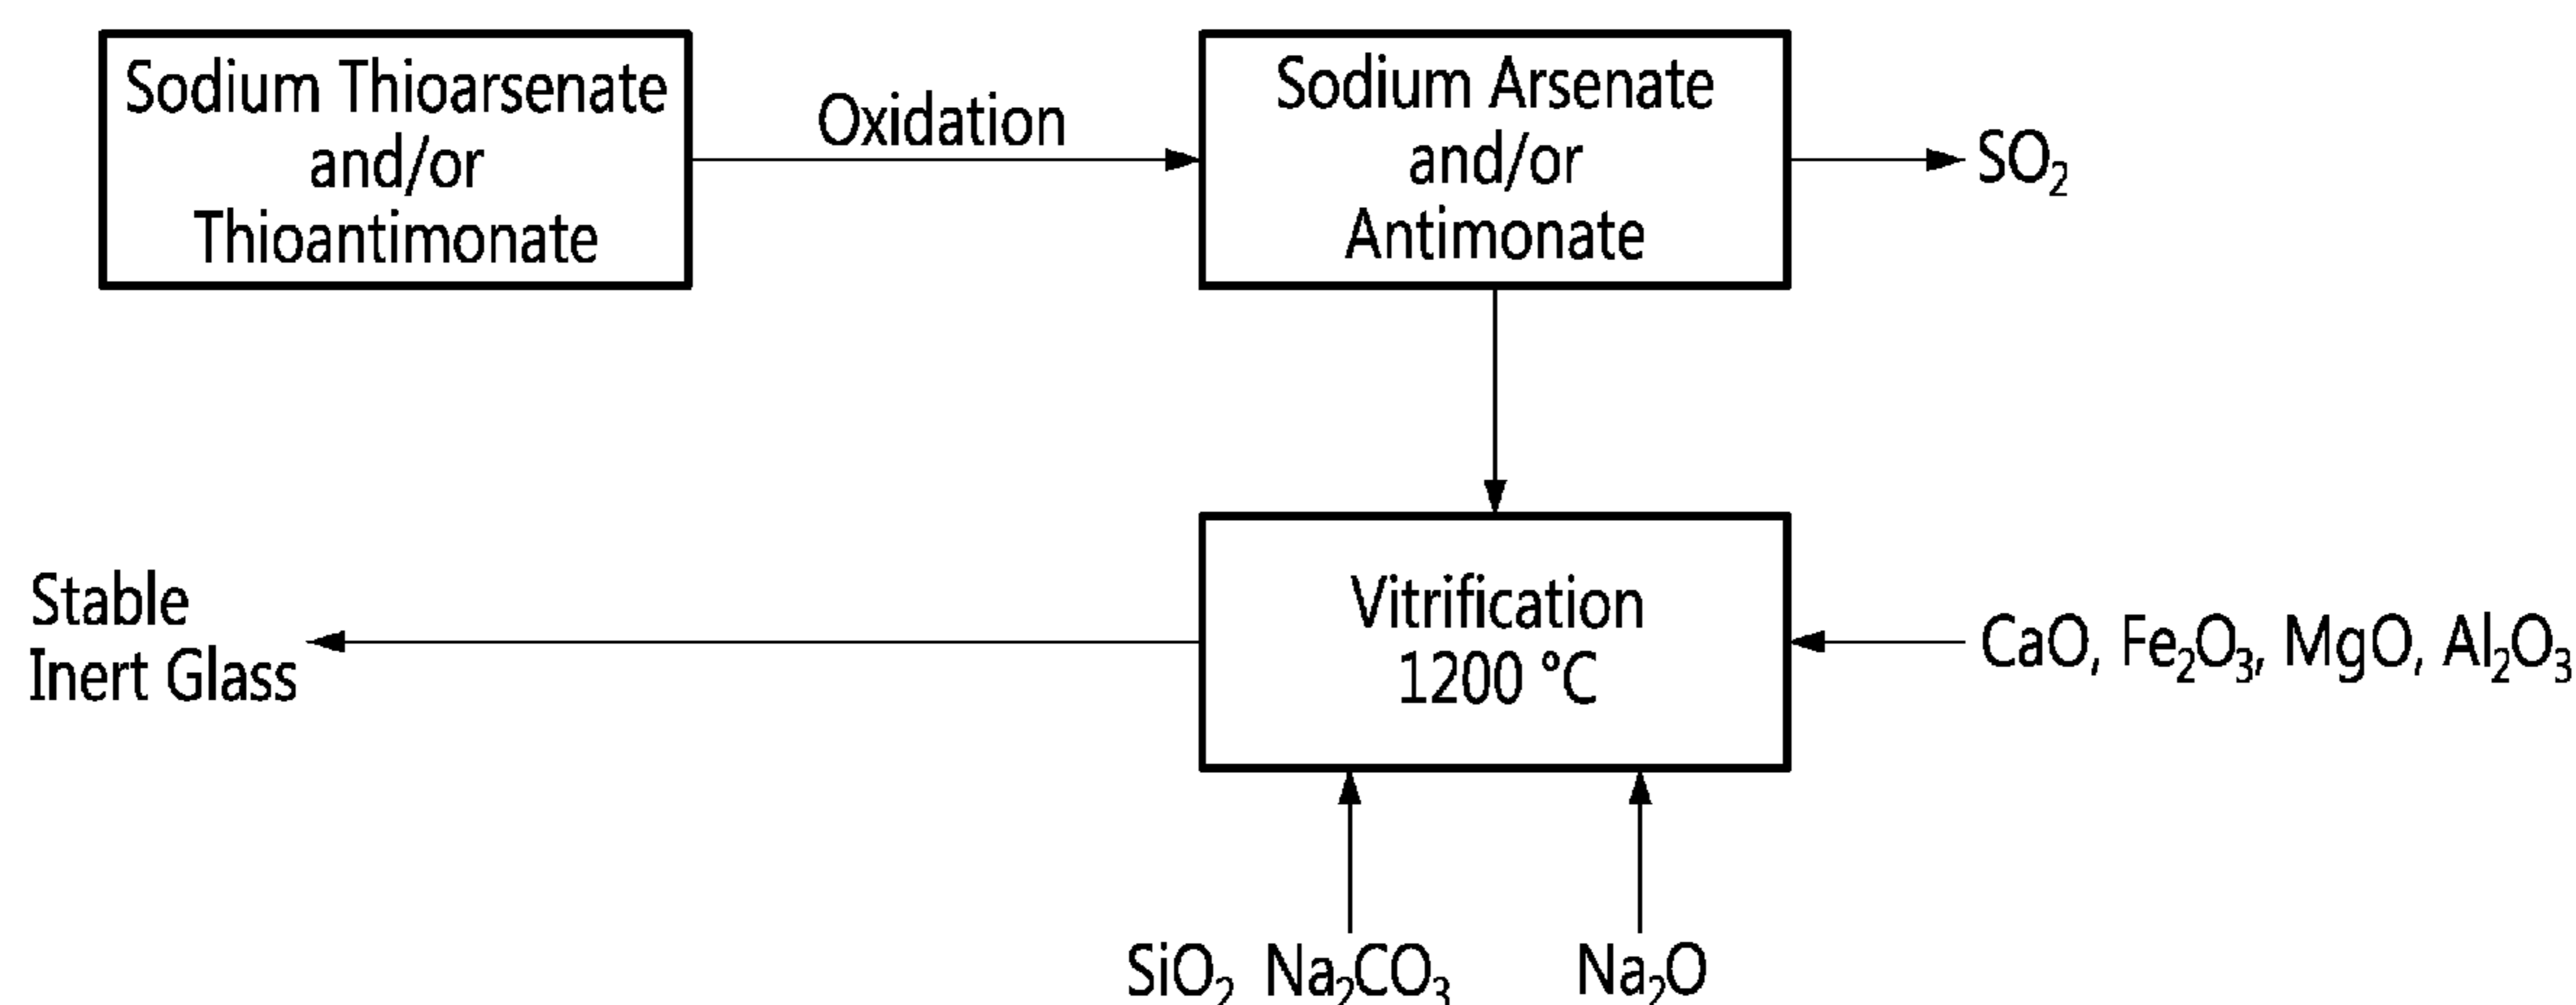 Sodium Thioarsenate
and/or
Thioantimonate
Oxidation
Sodium Arsenate
and/or
Antimonate
SO₂
Stable
Inert Glass
Vitrification
1200 °C
CaO, Fe₂O₃, MgO, Al₂O₃
SiO₂ Na₂CO₃
Na₂O